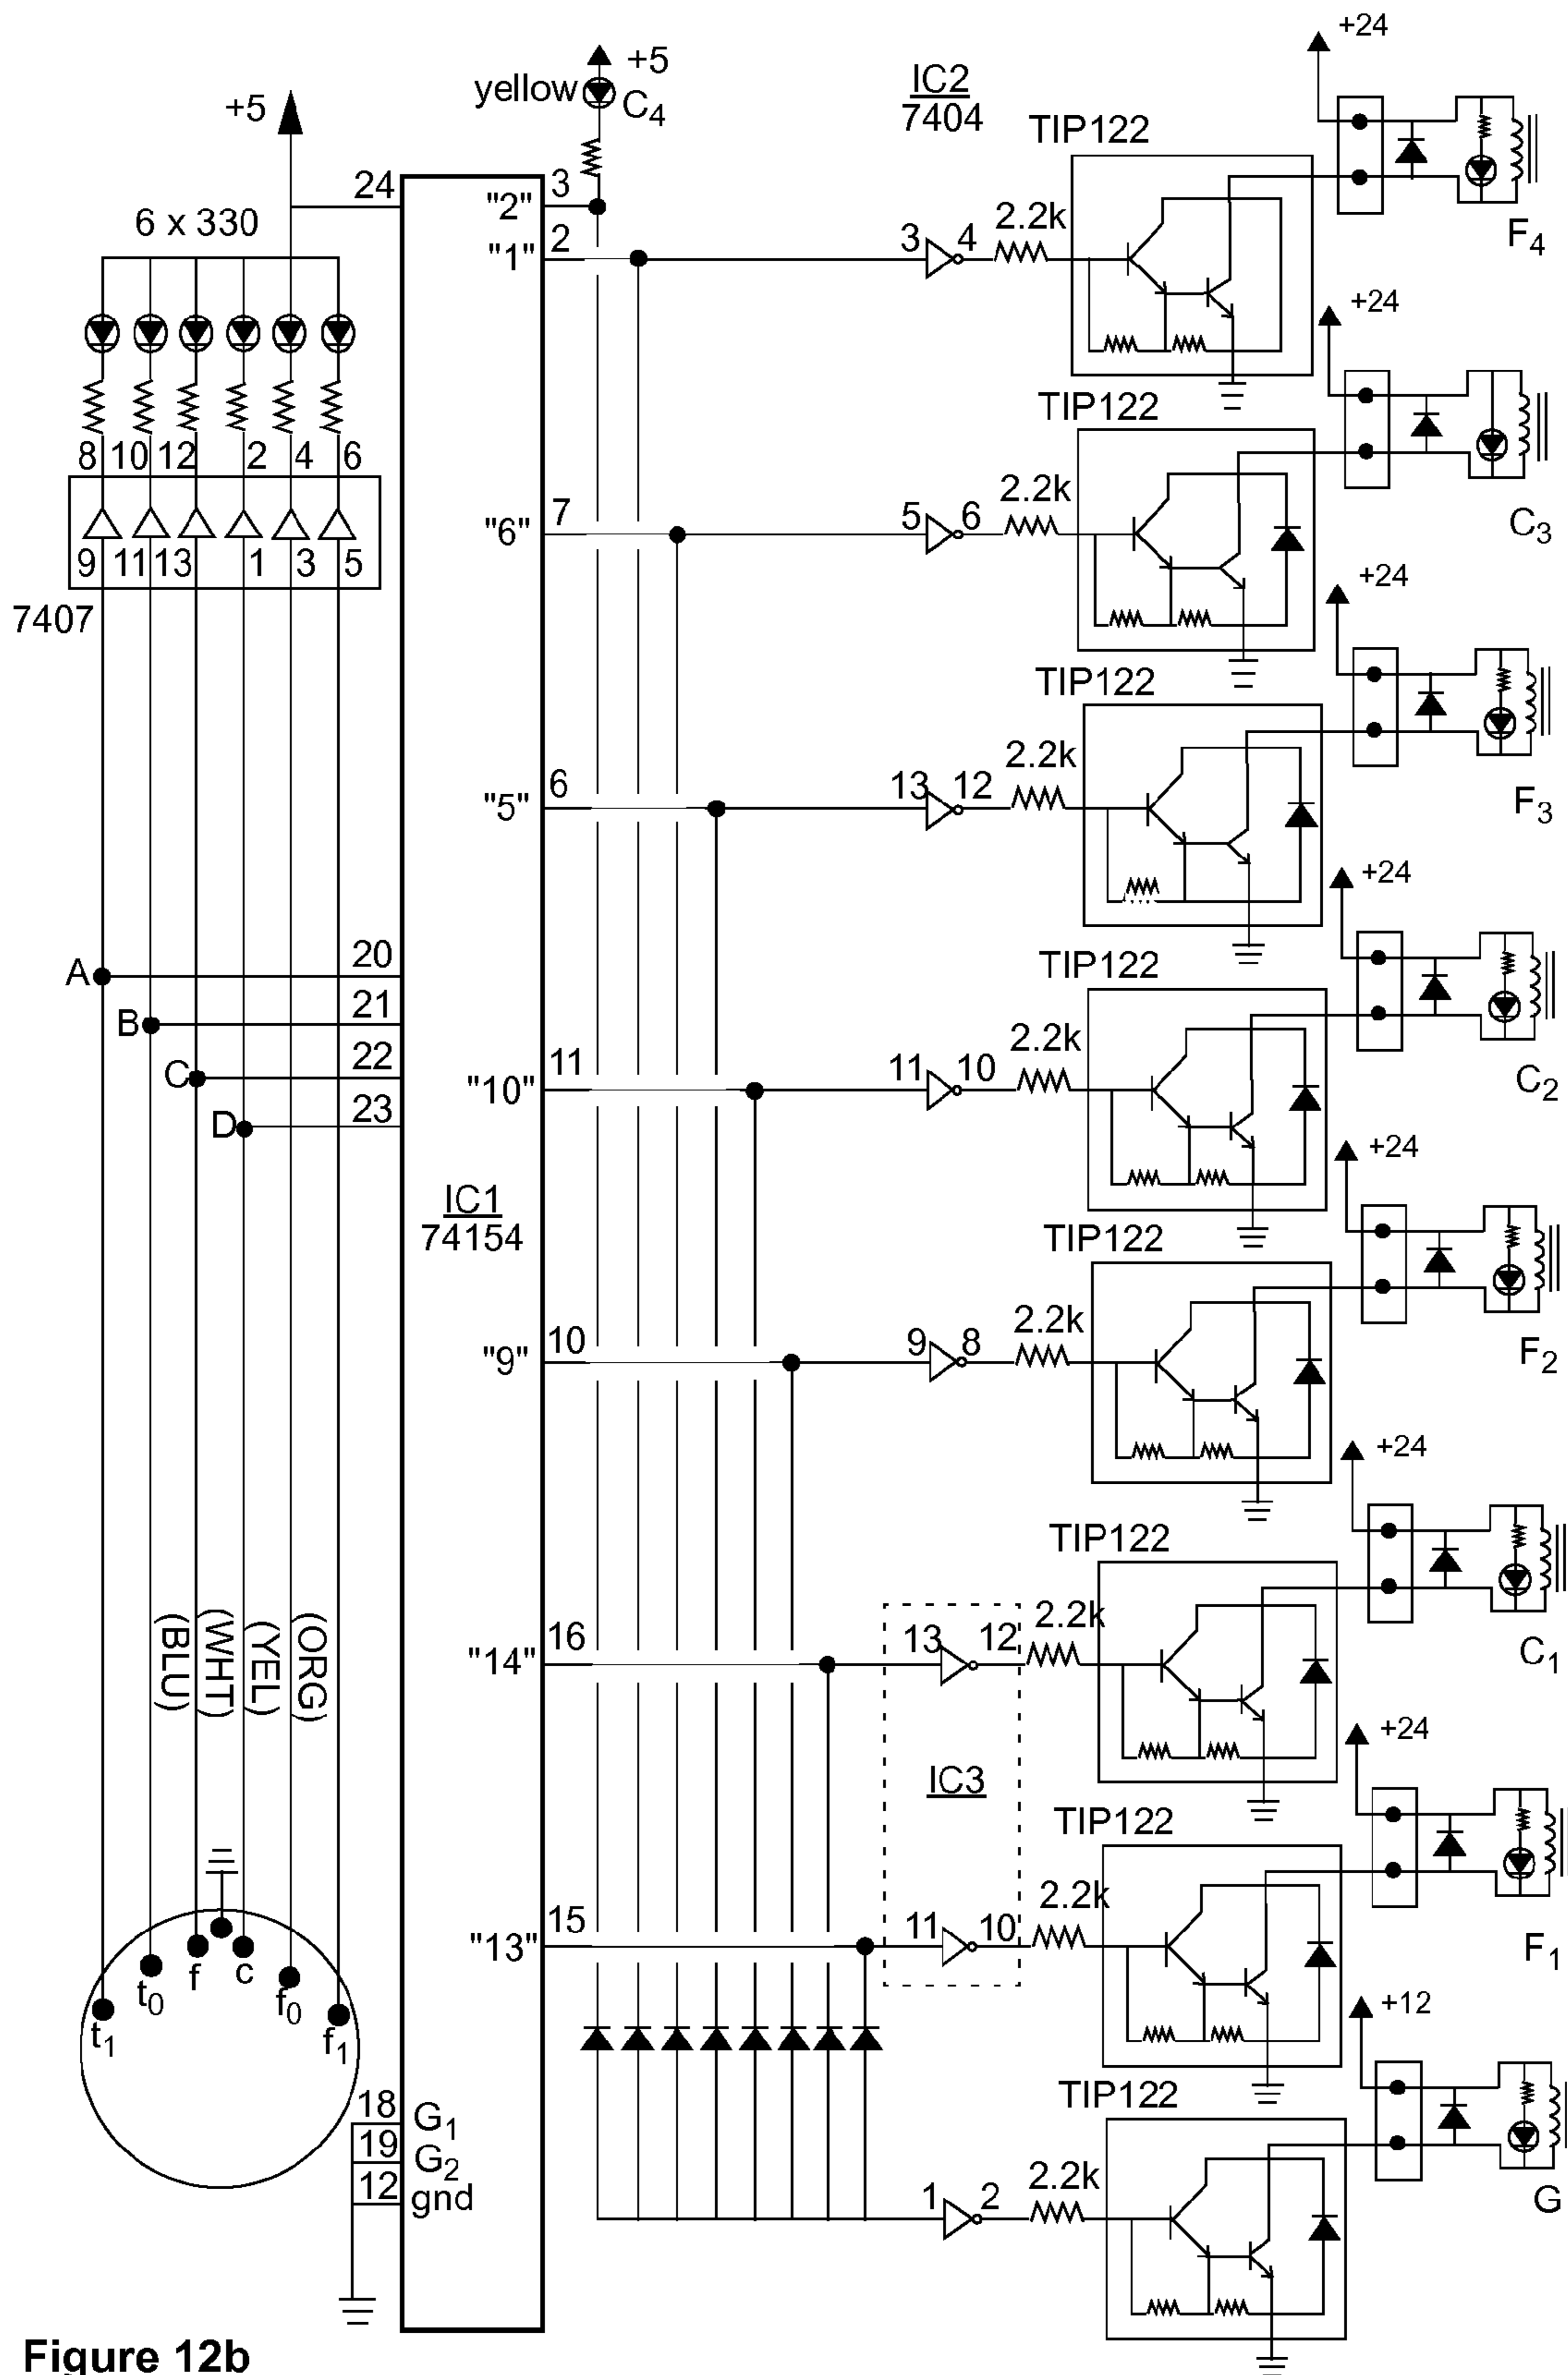 +24
+5
yellow
C4
IC2
7404
+5
TIP122
24
3
"2"
6 x 330
2
"1"
3
4
2.2k
F4
+24
TIP122
8
10
12
2
4
6
7
"6"
5
6
2.2k
C3
9
11
13
1
3
5
7407
+24
TIP122
6
"5"
13
12
2.2k
F3
+24
A
20
B
21
C
22
D
23
TIP122
11
"10"
11
10
2.2k
C2
+24
IC1
74154
TIP122
10
"9"
9
8
2.2k
F2
+24
TIP122
(BLU)
(WHT)
(YEL)
(ORG)
16
"14"
13
12
2.2k
C1
IC3
+24
TIP122
15
"13"
11
10
2.2k
F1
t1
t0
f
c
f0
f1
+12
TIP122
18
G1
19
G2
12
gnd
1
2
2.2k
G
Figure 12b